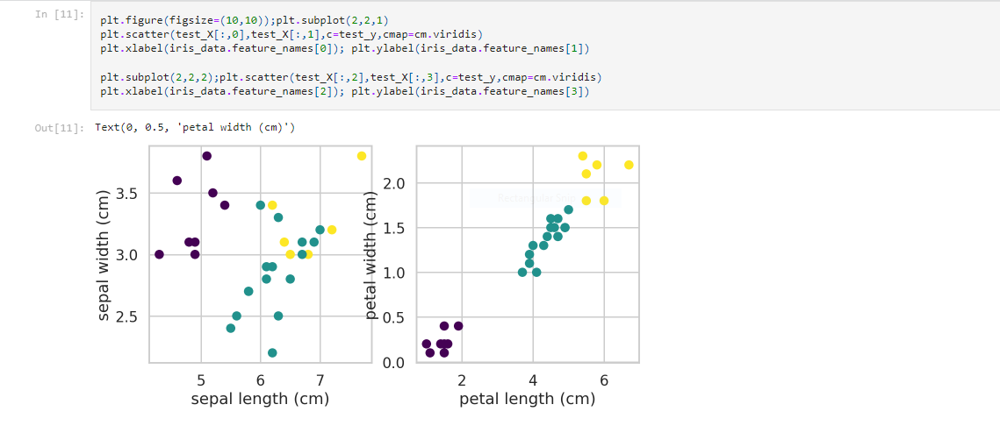 In [11]:
plt.figure(figsize=(10,10));plt.subplot(2,2,1)
plt.scatter(test_X[:,0],test_X[:,1],c=test_y,cmap=cm.viridis)
plt.xlabel(iris_data.feature_names[0]); plt.ylabel(iris_data.feature_names[1])
plt.subplot(2,2,2);plt.scatter(test_X[:,2],test_X[:,3],c=test_y,cmap=cm.viridis)
plt.xlabel(iris_data.feature_names[2]); plt.ylabel(iris_data.feature_names[3])
Out[11]: Text(0, 0.5, 'petal width (cm)')
sepal width (cm)
3.5
3.0
2.5
5 6 7
sepal length (cm)
petal width (cm)
2.0
1.5
1.0
0.5
0.0
2 4 6
petal length (cm)
Rectangular Snip